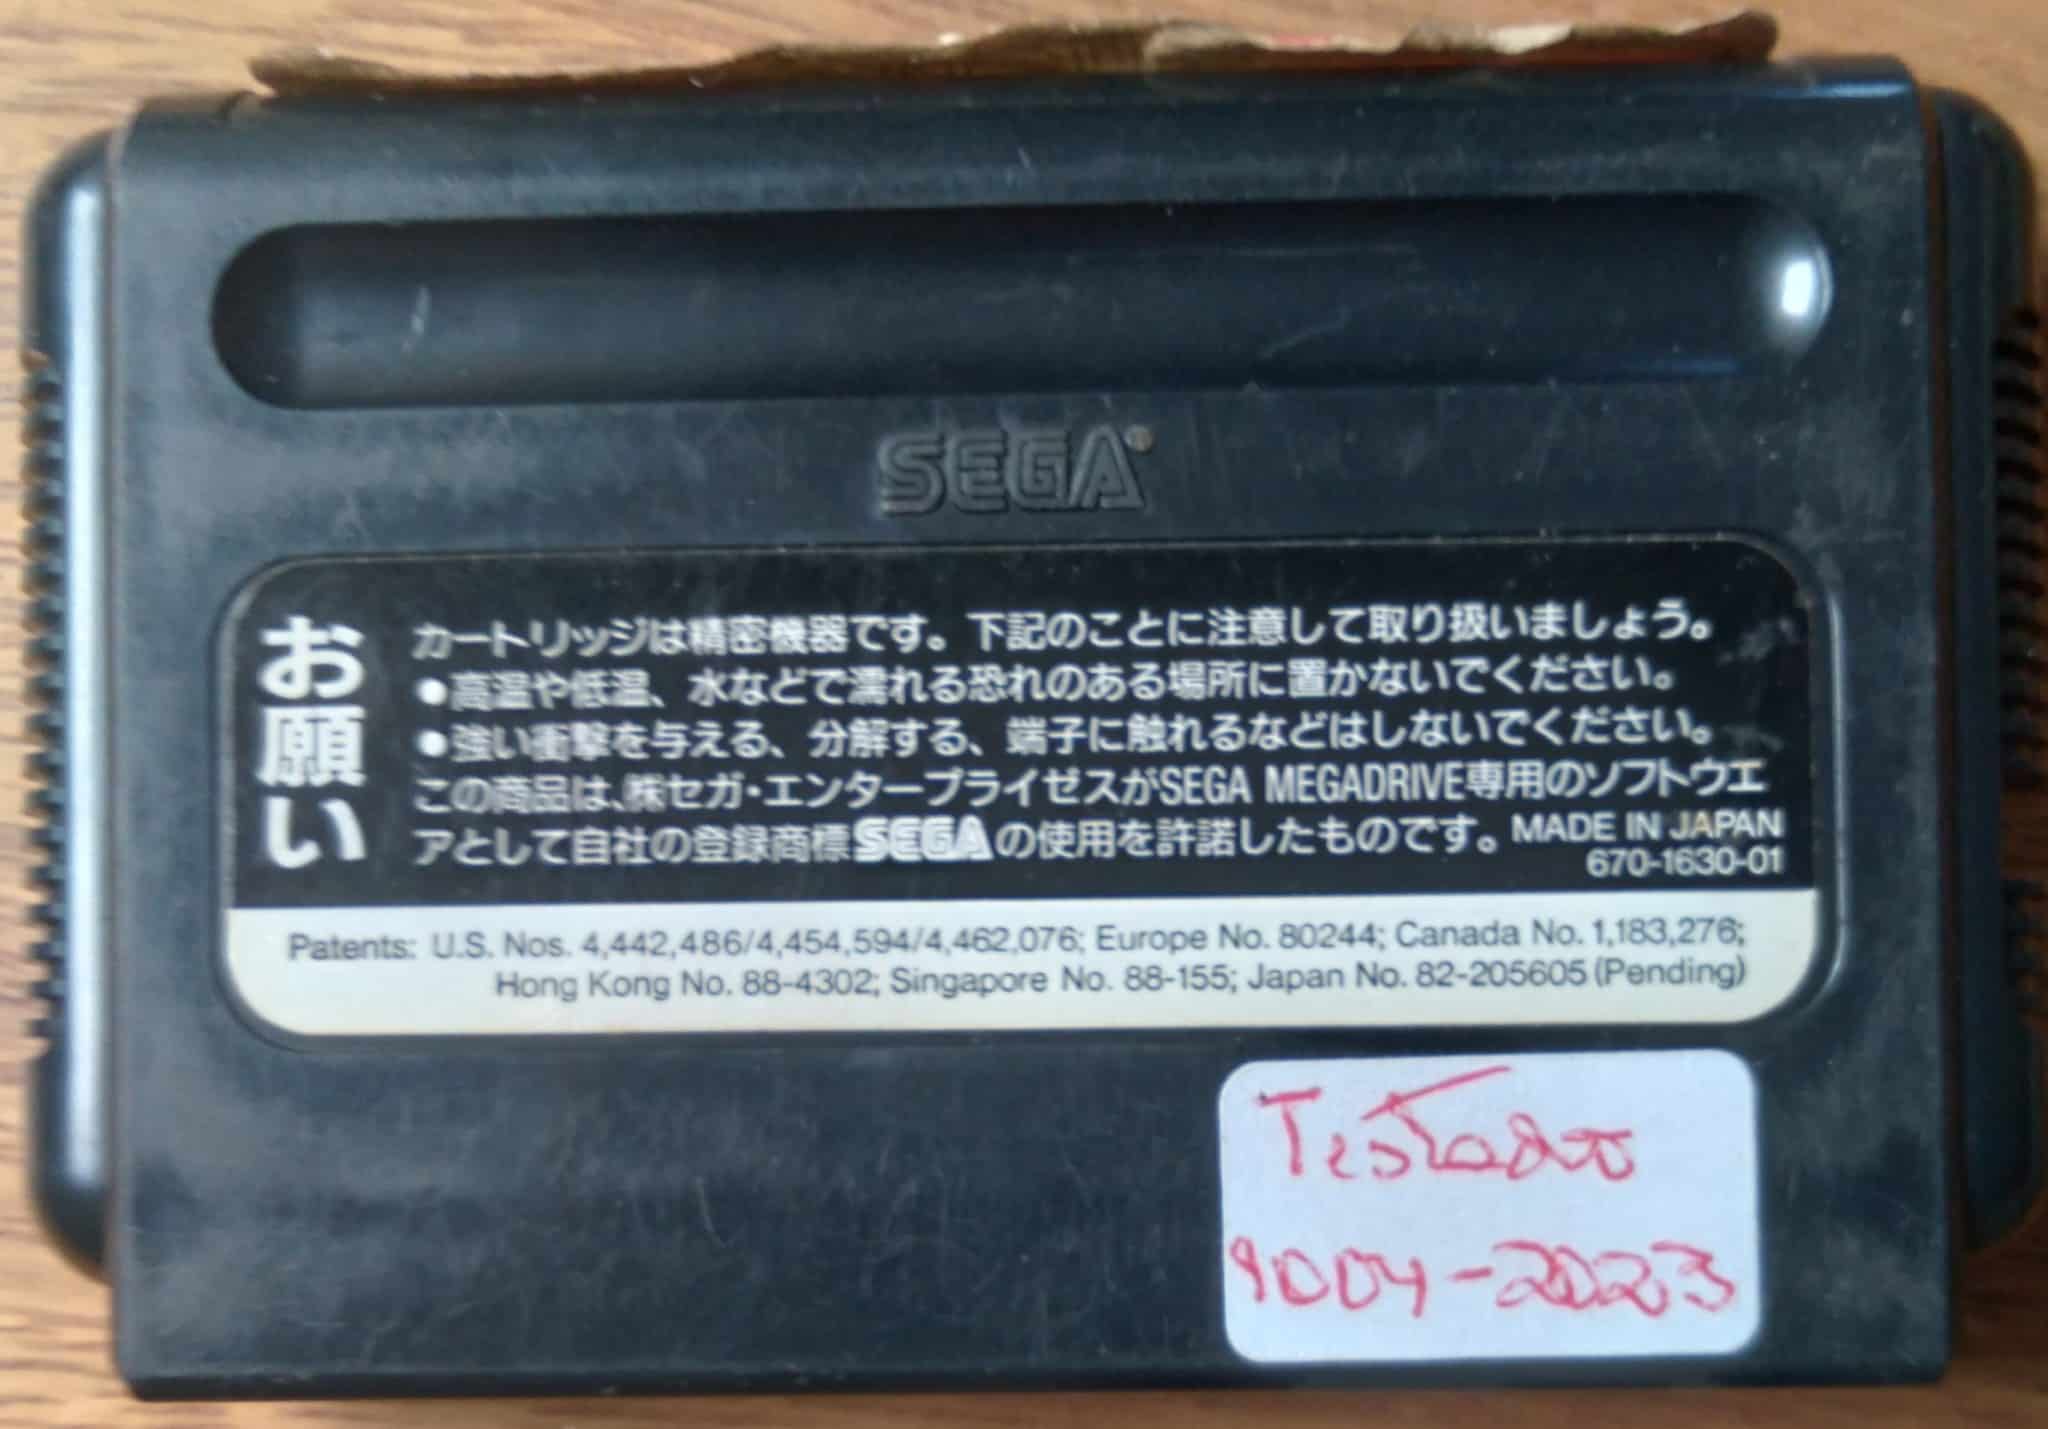 SEGA®
お願い
カートリッジは精密機器です。下記のことに注意して取り扱いましょう。
●高温や低温、水などで濡れる恐れのある場所に置かないでください。
●強い衝撃を与える、分解する、端子に触れるなどはしないでください。
この商品は、㈱セガ・エンタープライゼスがSEGA MEGADRIVE専用のソフトウエ
アとして自社の登録商標SEGAの使用を許諾したものです。MADE IN JAPAN
670-1630-01
Patents: U.S. Nos. 4,442,486/4,454,594/4,462,076; Europe No. 80244; Canada No. 1,183,276;
Hong Kong No. 88-4302; Singapore No. 88-155; Japan No. 82-205605 (Pending)
Testado
-2023